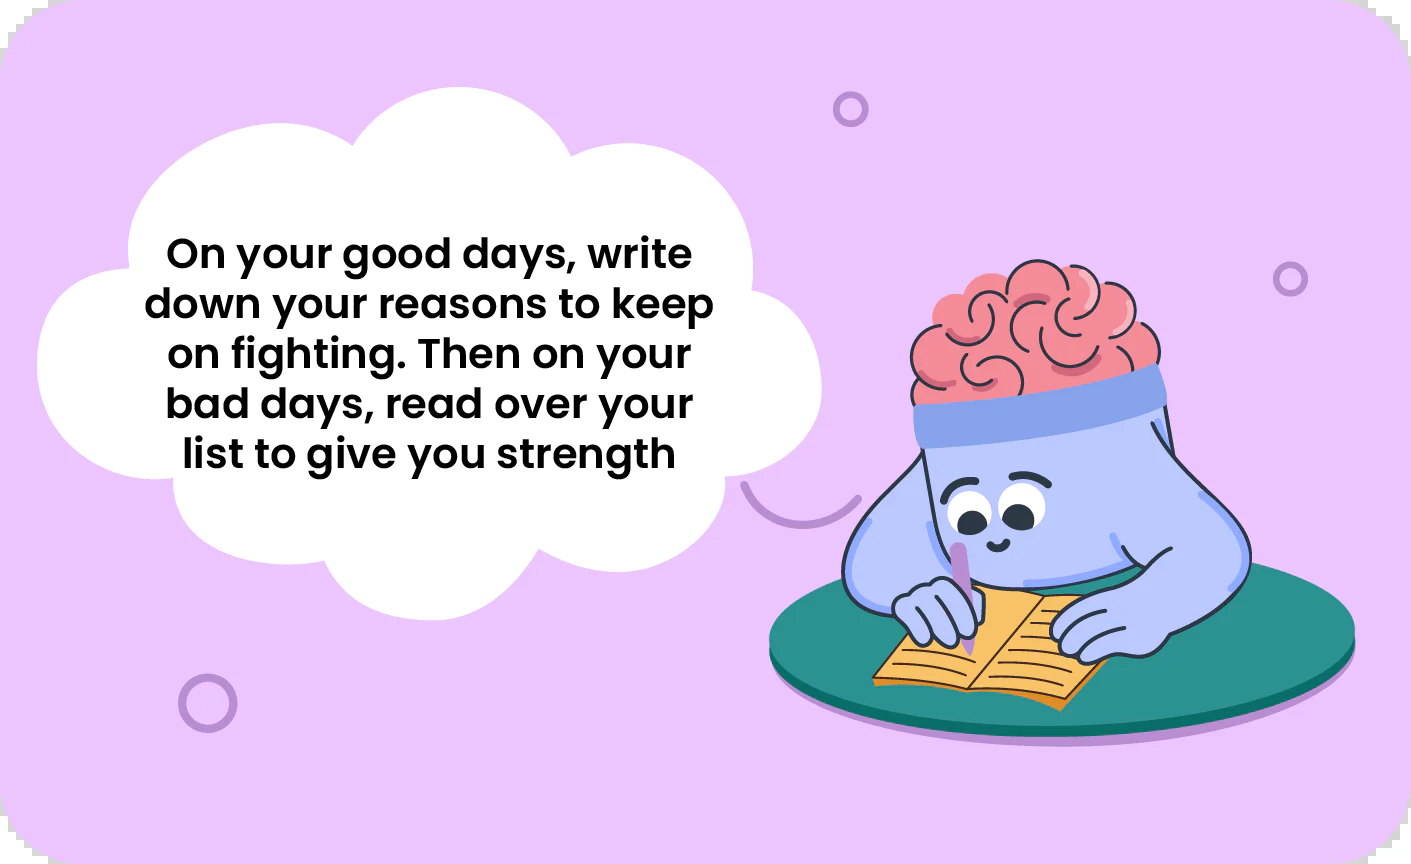 On your good days, write
down your reasons to keep
on fighting. Then on your
bad days, read over your
list to give you strength